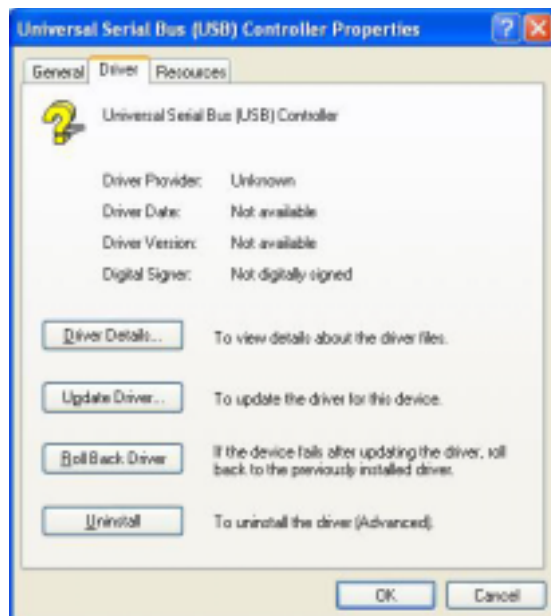 Universal Serial Bus (USB) Controller Properties
General Driver Resources
Universal Serial Bus (USB) Controller
Driver Provider: Unknown
Driver Date: Not available
Driver Version: Not available
Digital Signer: Not digitally signed
Driver Details... To view details about the driver files.
Update Driver... To update the driver for this device.
Roll Back Driver If the device fails after updating the driver, roll
back to the previously installed driver.
Uninstall To uninstall the driver (Advanced).
OK Cancel